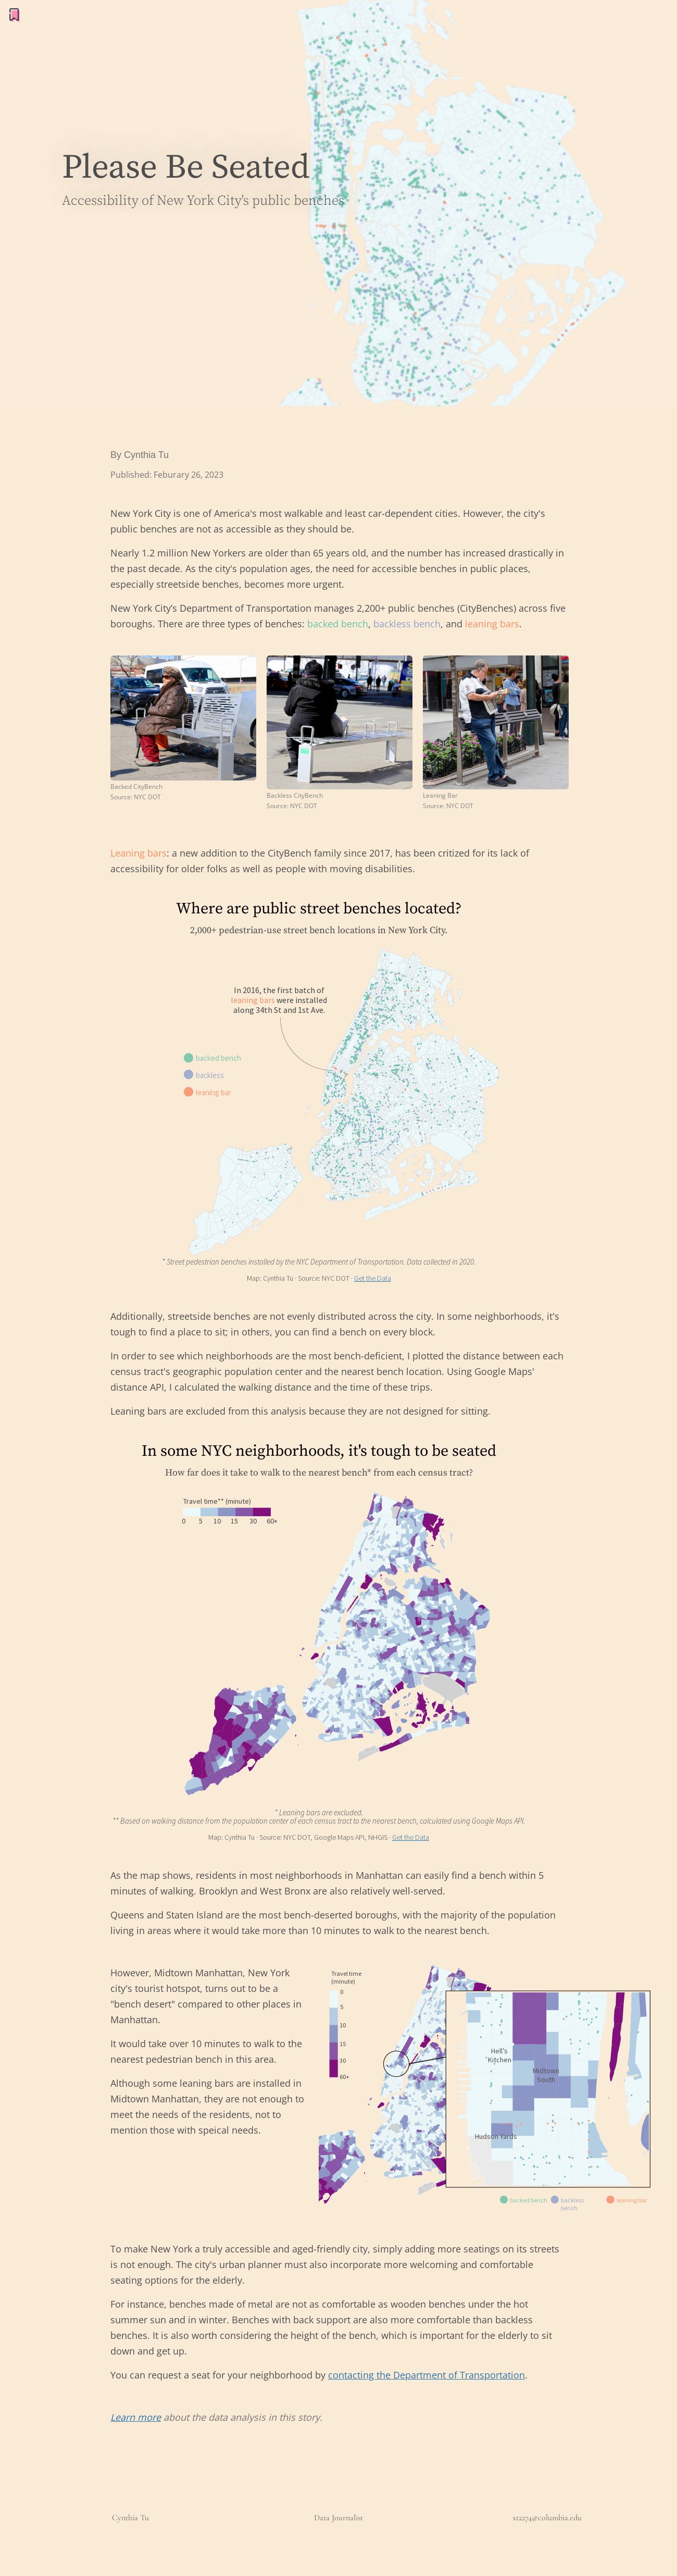 Please Be Seated
Accessibility of New York City's public benches
By Cynthia Tu
Published: Feburary 26, 2023
New York City is one of America's most walkable and least car-dependent cities. However, the city's
public benches are not as accessible as they should be.
Nearly 1.2 million New Yorkers are older than 65 years old, and the number has increased drastically in
the past decade. As the city's population ages, the need for accessible benches in public places,
especially streetside benches, becomes more urgent.
New York City's Department of Transportation manages 2,200+ public benches (CityBenches) across five
boroughs. There are three types of benches: backed bench, backless bench, and leaning bars.
Backed CityBench
Source: NYC DOT
Backless CityBench
Source: NYC DOT
Leaning Bar
Source: NYC DOT
Leaning bars: a new addition to the CityBench family since 2017, has been critized for its lack of
accessibility for older folks as well as people with moving disabilities.
Where are public street benches located?
2,000+ pedestrian-use street bench locations in New York City.
In 2016, the first batch of
leaning bars were installed
along 34th St and 1st Ave.
backed bench
backless
leaning bar
* Street pedestrian benches installed by the NYC Department of Transportation. Data collected in 2020.
Map: Cynthia Tu · Source: NYC DOT · Get the Data
Additionally, streetside benches are not evenly distributed across the city. In some neighborhoods, it's
tough to find a place to sit; in others, you can find a bench on every block.
In order to see which neighborhoods are the most bench-deficient, I plotted the distance between each
census tract's geographic population center and the nearest bench location. Using Google Maps'
distance API, I calculated the walking distance and the time of these trips.
Leaning bars are excluded from this analysis because they are not designed for sitting.
In some NYC neighborhoods, it's tough to be seated
How far does it take to walk to the nearest bench* from each census tract?
Travel time** (minute)
0 5 10 15 30 60+
* Leaning bars are excluded.
** Based on walking distance from the population center of each census tract to the nearest bench, calculated using Google Maps API.
Map: Cynthia Tu · Source: NYC DOT, Google Maps API, NHGIS · Get the Data
As the map shows, residents in most neighborhoods in Manhattan can easily find a bench within 5
minutes of walking. Brooklyn and West Bronx are also relatively well-served.
Queens and Staten Island are the most bench-deserted boroughs, with the majority of the population
living in areas where it would take more than 10 minutes to walk to the nearest bench.
However, Midtown Manhattan, New York
city's tourist hotspot, turns out to be a
"bench desert" compared to other places in
Manhattan.
It would take over 10 minutes to walk to the
nearest pedestrian bench in this area.
Although some leaning bars are installed in
Midtown Manhattan, they are not enough to
meet the needs of the residents, not to
mention those with speical needs.
Travel time
(minute)
0
5
10
15
30
60+
Hell's
Kitchen
Midtown
South
Hudson Yards
backed bench
backless
bench
leaning bar
To make New York a truly accessible and aged-friendly city, simply adding more seatings on its streets
is not enough. The city's urban planner must also incorporate more welcoming and comfortable
seating options for the elderly.
For instance, benches made of metal are not as comfortable as wooden benches under the hot
summer sun and in winter. Benches with back support are also more comfortable than backless
benches. It is also worth considering the height of the bench, which is important for the elderly to sit
down and get up.
You can request a seat for your neighborhood by contacting the Department of Transportation.
Learn more about the data analysis in this story.
Cynthia Tu
Data Journalist
xt2274@columbia.edu